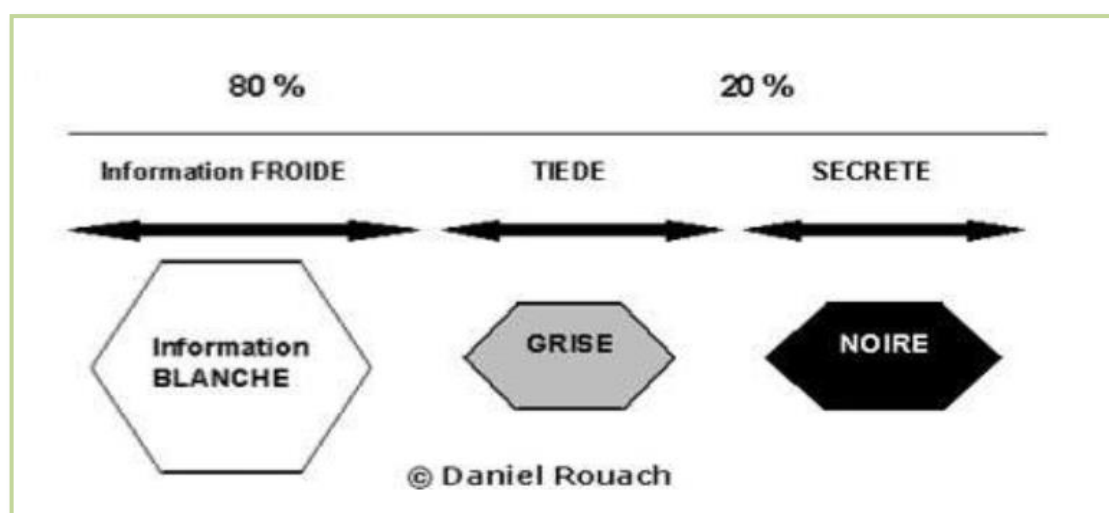 80 % 20 %
Information FROIDE TIEDE SECRETE
Information
BLANCHE
GRISE
NOIRE
© Daniel Rouach